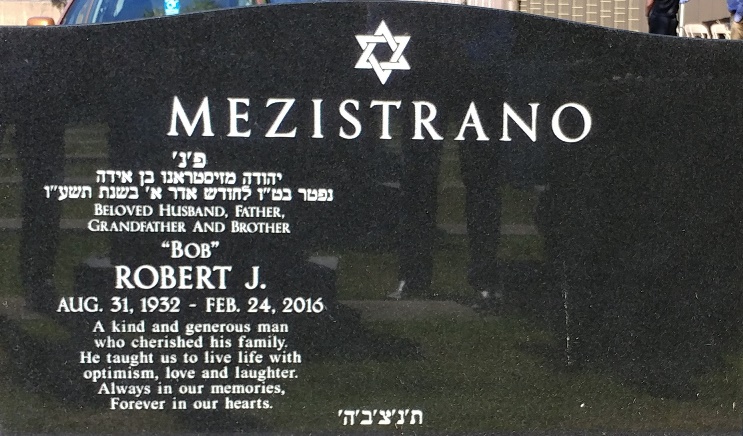 MEZISTRANO
פ'נ'
יהודה מזיסטראנו בן אידה
נפטר בט"ו לחודש אדר א' בשנת תשע"ו
BELOVED HUSBAND, FATHER,
GRANDFATHER AND BROTHER
"BOB"
ROBERT J.
AUG. 31, 1932 - FEB. 24, 2016
A kind and generous man
who cherished his family.
He taught us to live life with
optimism, love and laughter.
Always in our memories,
Forever in our hearts.
ת'נ'צ'ב'ה'